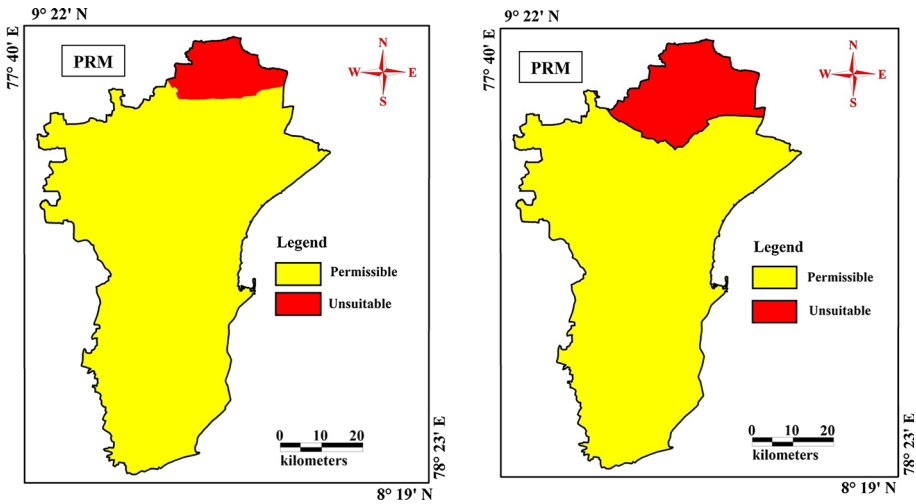 9° 22' N
77° 40' E
PRM
N
W E
S
Legend
Permissible
Unsuitable
0 10 20
kilometers
78° 23' E
8° 19' N
9° 22' N
77° 40' E
PRM
N
W E
S
Legend
Permissible
Unsuitable
0 10 20
kilometers
78° 23' E
8° 19' N